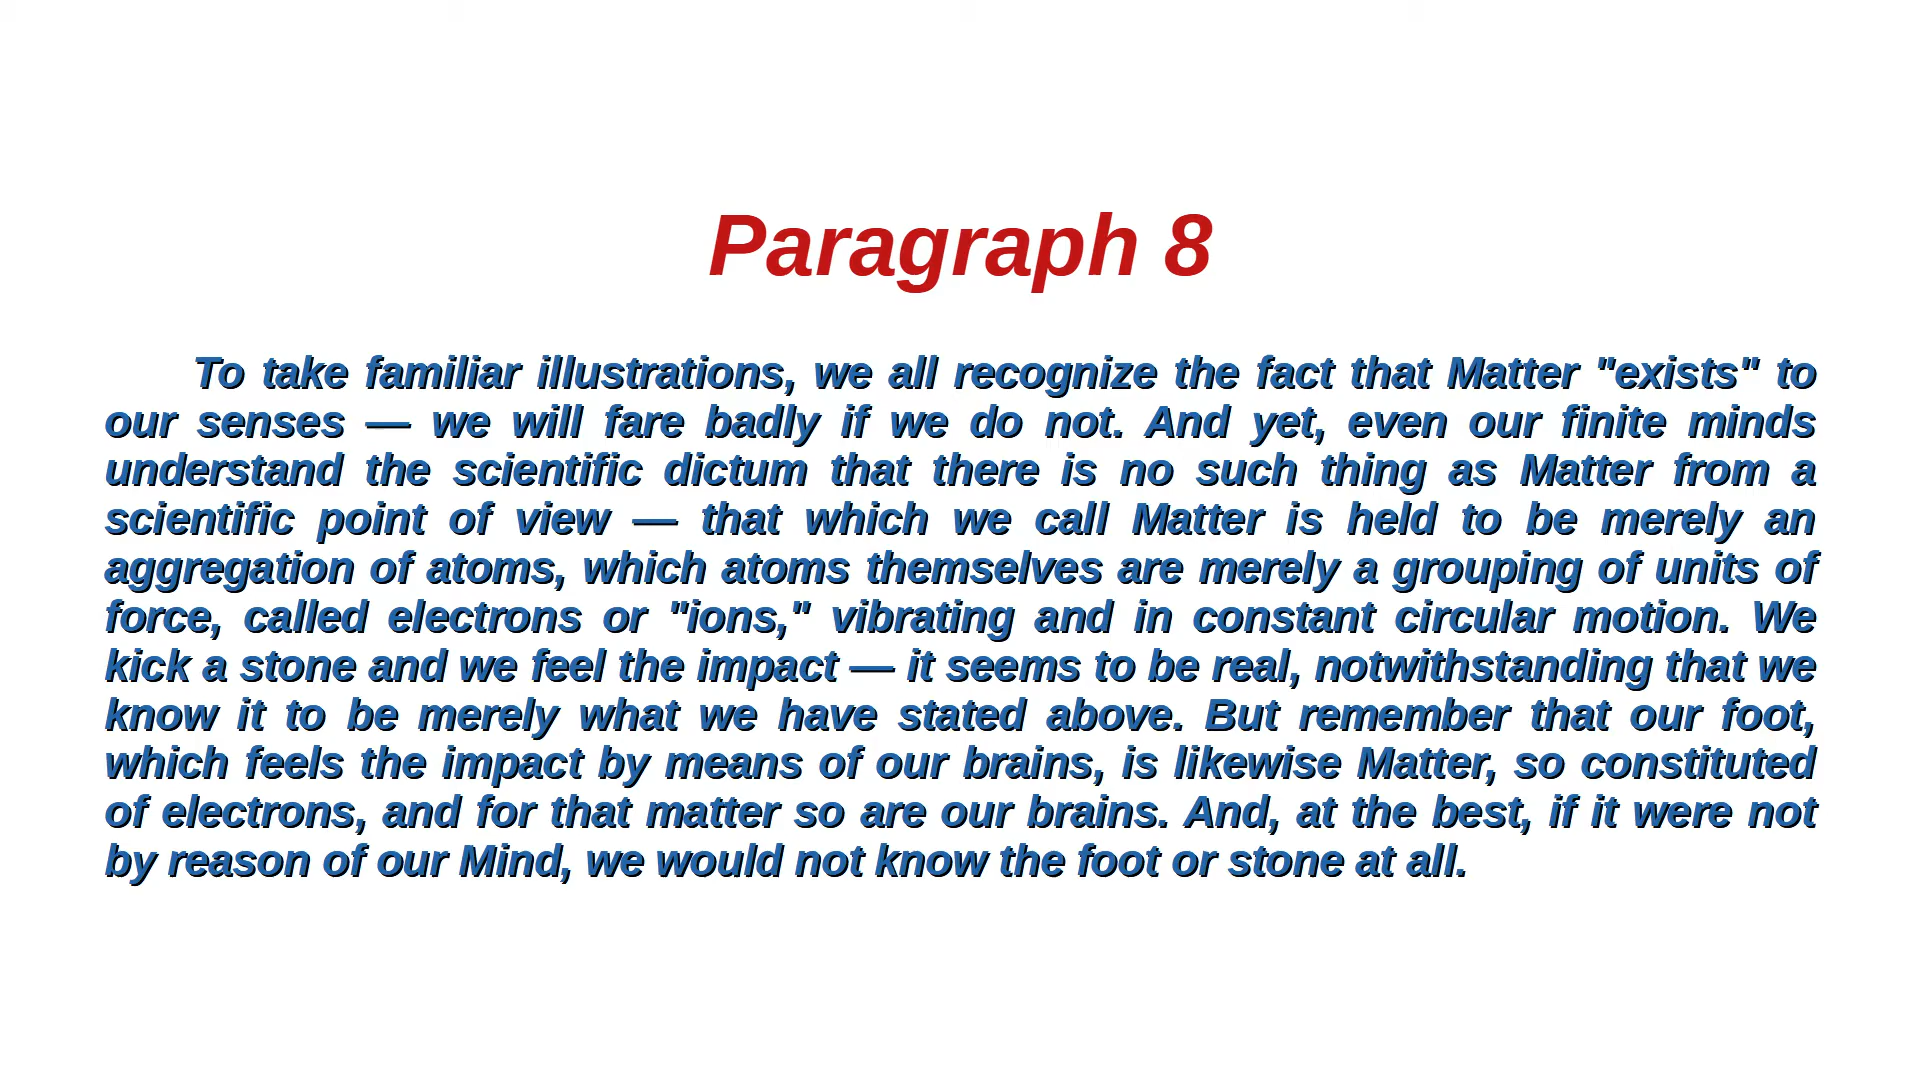 Paragraph 8
To take familiar illustrations, we all recognize the fact that Matter "exists" to
our senses — we will fare badly if we do not. And yet, even our finite minds
understand the scientific dictum that there is no such thing as Matter from a
scientific point of view — that which we call Matter is held to be merely an
aggregation of atoms, which atoms themselves are merely a grouping of units of
force, called electrons or "ions," vibrating and in constant circular motion. We
kick a stone and we feel the impact — it seems to be real, notwithstanding that we
know it to be merely what we have stated above. But remember that our foot,
which feels the impact by means of our brains, is likewise Matter, so constituted
of electrons, and for that matter so are our brains. And, at the best, if it were not
by reason of our Mind, we would not know the foot or stone at all.